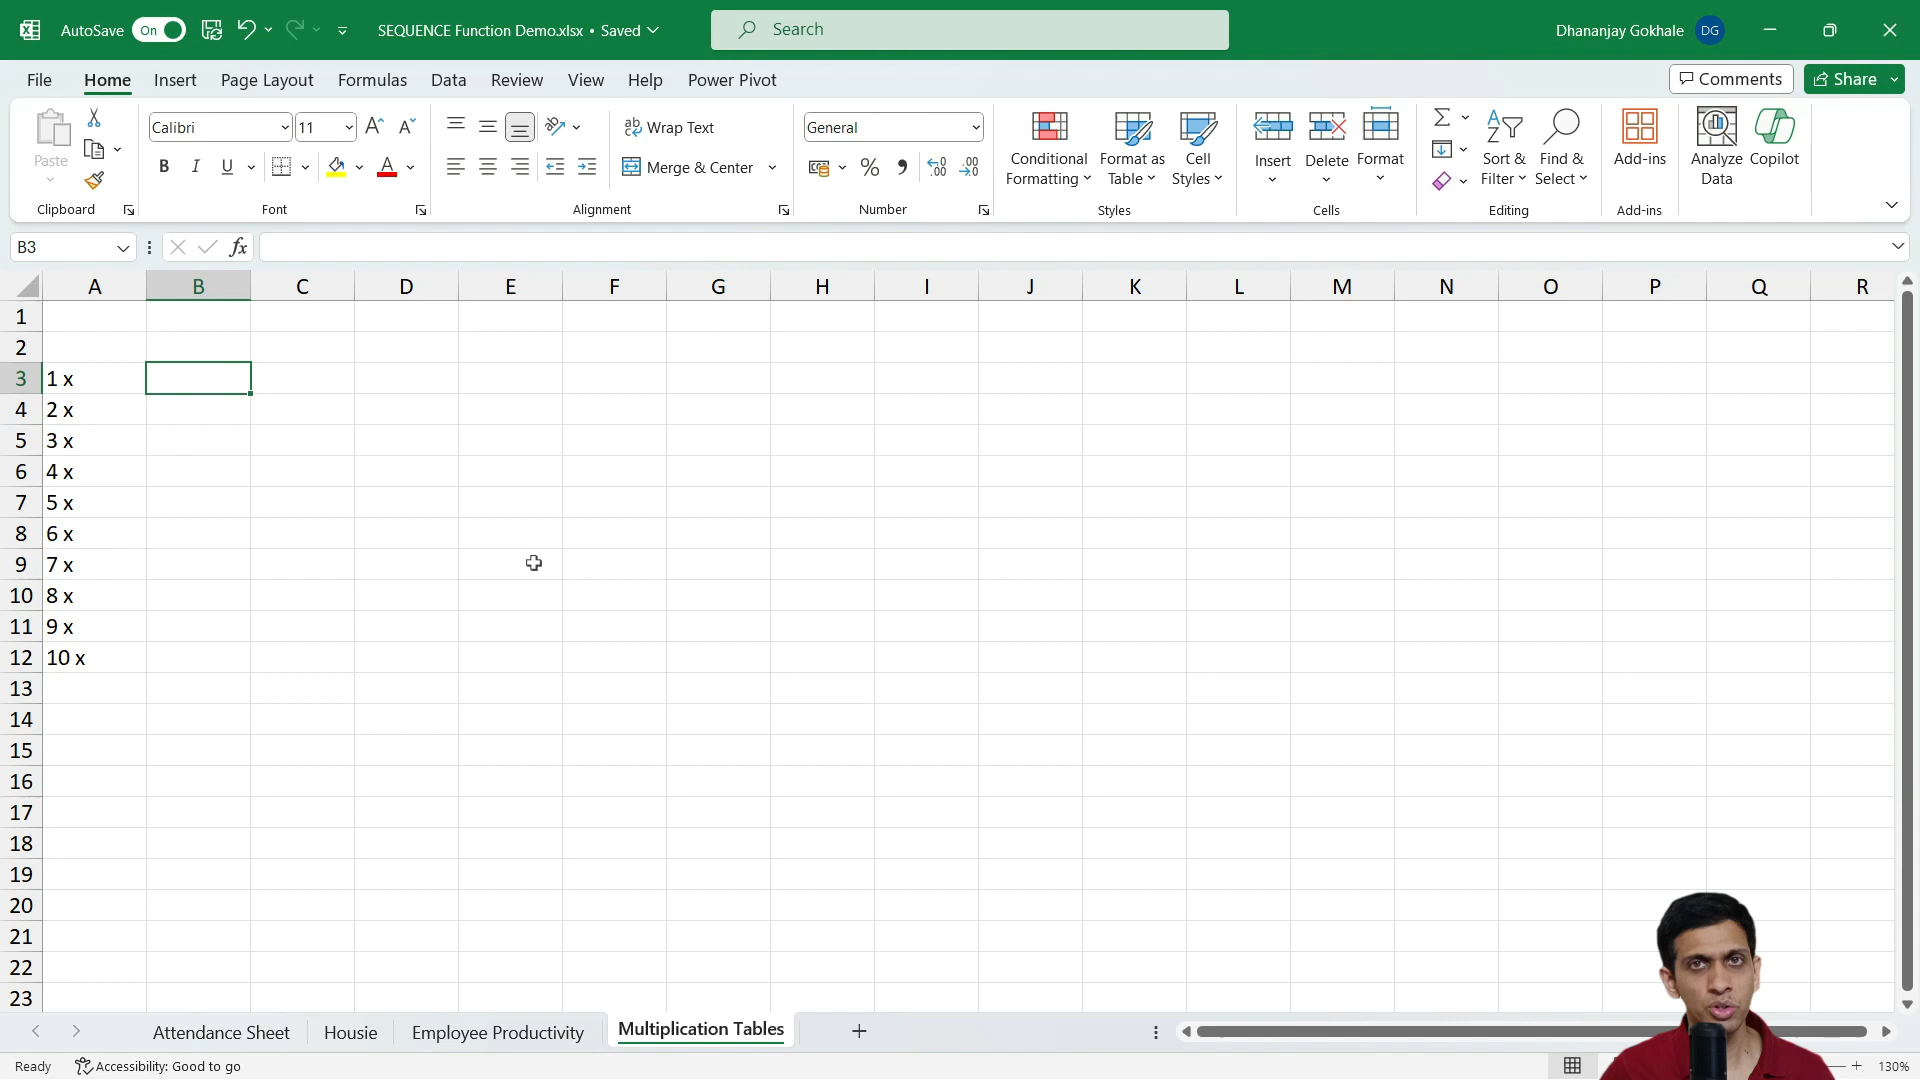 AutoSave On SEQUENCE Function Demo.xlsx • Saved Search Dhananjay Gokhale DG
File Home Insert Page Layout Formulas Data Review View Help Power Pivot Comments Share
Paste
Clipboard
Calibri 11
B I U A
Font
Wrap Text
Merge & Center
Alignment
General
% , .00
Number
Conditional Formatting
Format as Table
Cell Styles
Styles
Insert Delete Format
Cells
Sort & Filter
Find & Select
Editing
Add-ins
Add-ins
Analyze Data
Copilot
B3 fx
A B C D E F G H I J K L M N O P Q R
1
2
3 1 x
4 2 x
5 3 x
6 4 x
7 5 x
8 6 x
9 7 x
10 8 x
11 9 x
12 10 x
13
14
15
16
17
18
19
20
21
22
23
Attendance Sheet Housie Employee Productivity Multiplication Tables
Ready Accessibility: Good to go 130%